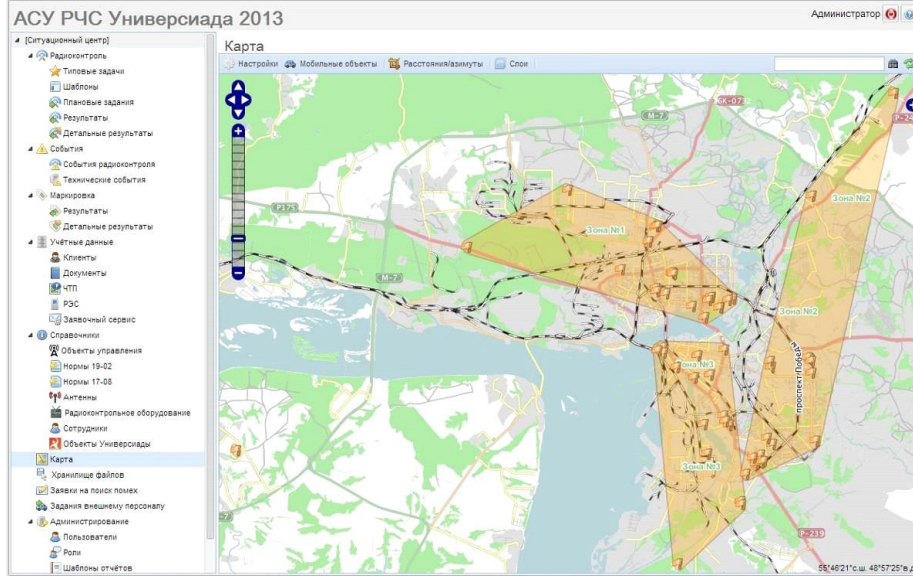 АСУ РЧС Универсиада 2013
Администратор
[Ситуационный центр]
Радиоконтроль
Типовые задачи
Шаблоны
Плановые задания
Результаты
Детальные результаты
События
События радиоконтроля
Технические события
Маркировка
Результаты
Детальные результаты
Учётные данные
Клиенты
Документы
ЧТП
РЭС
Заявочный сервис
Справочники
Объекты управления
Нормы 19-02
Нормы 17-08
Антенны
Радиоконтрольное оборудование
Сотрудники
Объекты Универсиады
Карта
Хранилище файлов
Заявки на поиск помех
Задания внешнему персоналу
Администрирование
Пользователи
Роли
Шаблоны отчётов
Карта
Настройки Мобильные объекты Расстояния/азимуты Слои
М-7
Р175
Зона №2
Зона №1
М-7
Зона №2
проспект Победы
Зона №3
Зона №3
Р-239
55°46'21"с.ш. 48°57'25"в.д